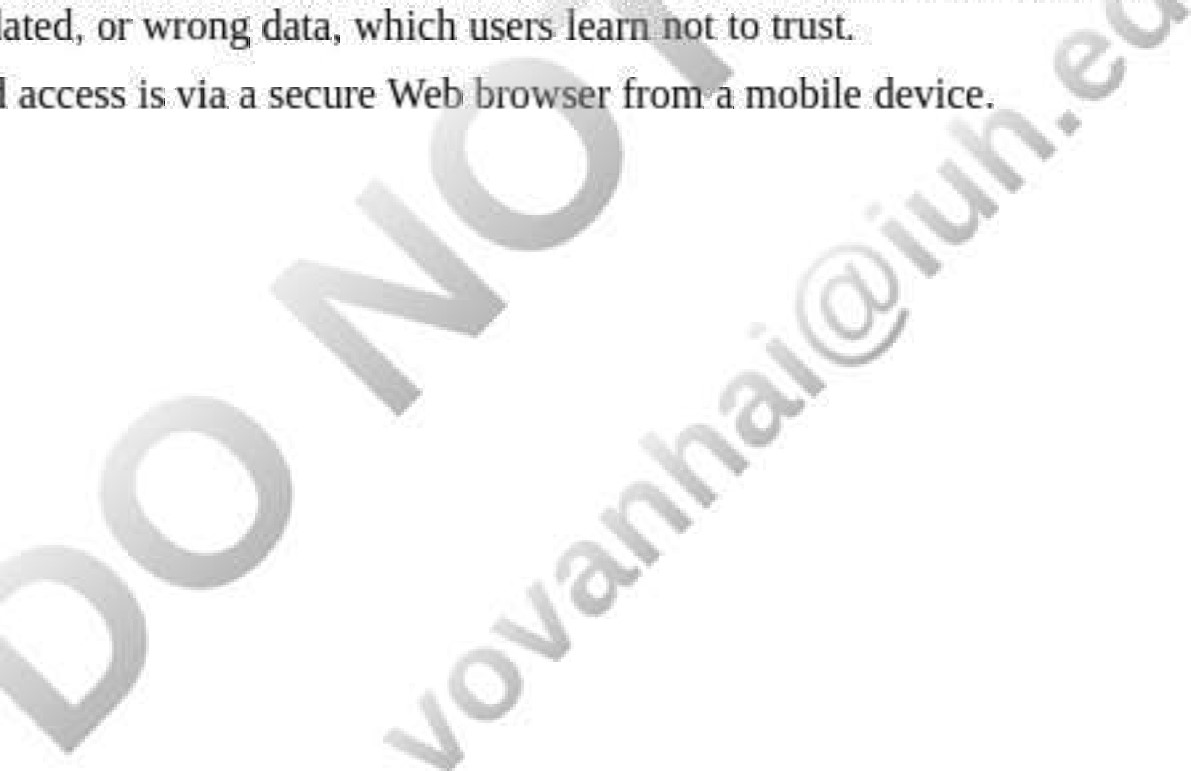 lated, or wrong data, which users learn not to trust.
access is via a secure Web browser from a mobile device.
DO NOT
vovanhai@iuh.ed